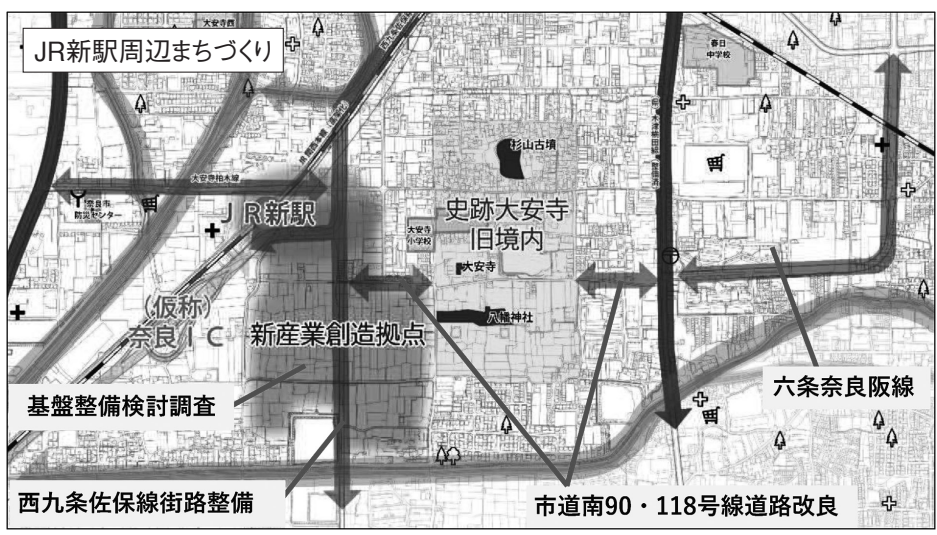 JR新駅周辺まちづくり
大安寺西
春日
中学校
杉山古墳
大安寺柏木線
奈良市
防災センター
JR新駅
史跡大安寺
旧境内
大安寺
小学校
大安寺
(仮称)
奈良IC
新産業創造拠点
八幡神社
六条奈良阪線
基盤整備検討調査
西九条佐保線街路整備
市道南90・118号線道路改良